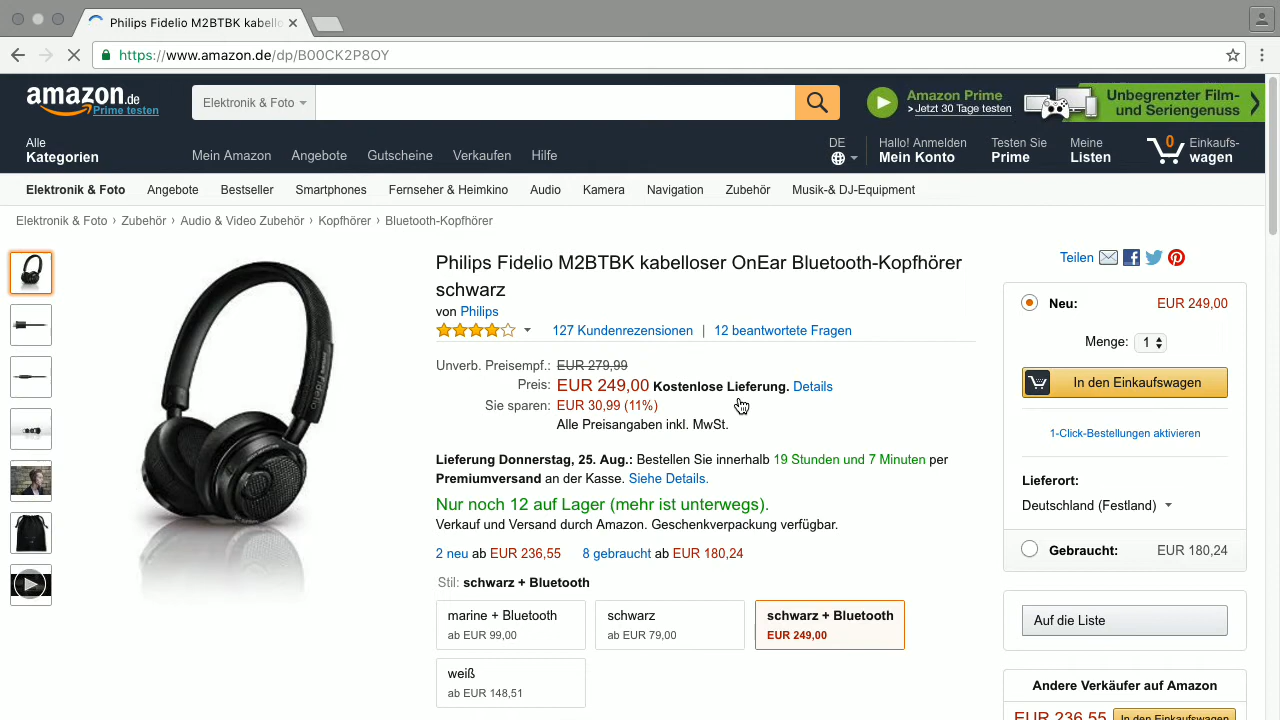 Philips Fidelio M2BTBK kabello
https://www.amazon.de/dp/B00CK2P8OY
amazon.de
Prime testen
Elektronik & Foto
Amazon Prime
> Jetzt 30 Tage testen
Unbegrenzter Film-
und Seriengenuss
Alle
Kategorien
Mein Amazon
Angebote
Gutscheine
Verkaufen
Hilfe
DE
Hallo! Anmelden
Mein Konto
Testen Sie
Prime
Meine
Listen
0
Einkaufs-
wagen
Elektronik & Foto
Angebote
Bestseller
Smartphones
Fernseher & Heimkino
Audio
Kamera
Navigation
Zubehör
Musik-& DJ-Equipment
Elektronik & Foto › Zubehör › Audio & Video Zubehör › Kopfhörer › Bluetooth-Kopfhörer
Philips Fidelio M2BTBK kabelloser OnEar Bluetooth-Kopfhörer
schwarz
von Philips
127 Kundenrezensionen | 12 beantwortete Fragen
Unverb. Preisempf.: EUR 279,99
Preis: EUR 249,00 Kostenlose Lieferung. Details
Sie sparen: EUR 30,99 (11%)
Alle Preisangaben inkl. MwSt.
Lieferung Donnerstag, 25. Aug.: Bestellen Sie innerhalb 19 Stunden und 7 Minuten per
Premiumversand an der Kasse. Siehe Details.
Nur noch 12 auf Lager (mehr ist unterwegs).
Verkauf und Versand durch Amazon. Geschenkverpackung verfügbar.
2 neu ab EUR 236,55 8 gebraucht ab EUR 180,24
Stil: schwarz + Bluetooth
marine + Bluetooth
ab EUR 99,00
schwarz
ab EUR 79,00
schwarz + Bluetooth
EUR 249,00
weiß
ab EUR 148,51
Teilen
Neu: EUR 249,00
Menge: 1
In den Einkaufswagen
1-Click-Bestellungen aktivieren
Lieferort:
Deutschland (Festland)
Gebraucht: EUR 180,24
Auf die Liste
Andere Verkäufer auf Amazon
EUR 236,55
In den Einkaufswagen
Fidelio